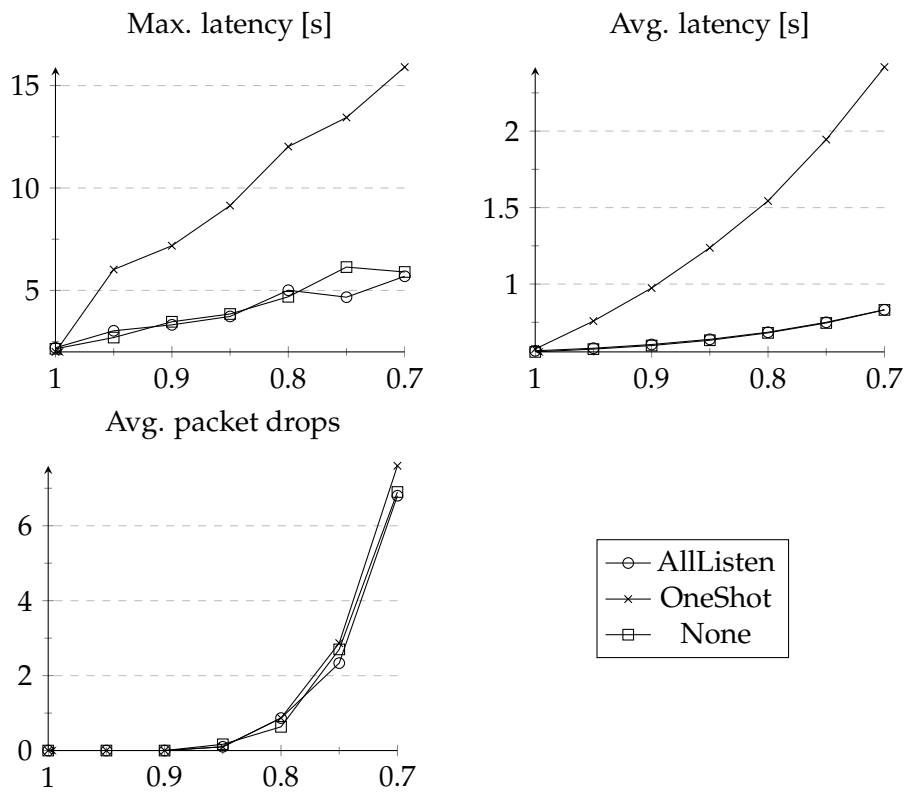 Max. latency [s]
15
10
5
1 0.9 0.8 0.7
Avg. latency [s]
2
1.5
1
1 0.9 0.8 0.7
Avg. packet drops
6
4
2
0
1 0.9 0.8 0.7
AllListen
OneShot
None